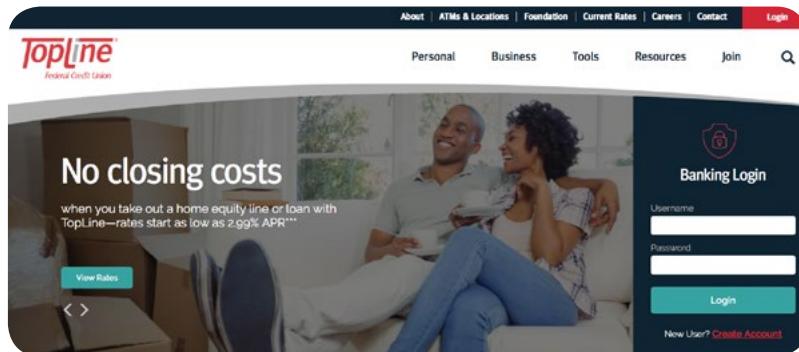 About | ATMs & Locations | Foundation | Current Rates | Careers | Contact Login
TopLine
Federal Credit Union
Personal Business Tools Resources Join
No closing costs
when you take out a home equity line or loan with
TopLine—rates start as low as 2.99% APR***
View Rates
Banking Login
Username
Password
Login
New User? Create Account